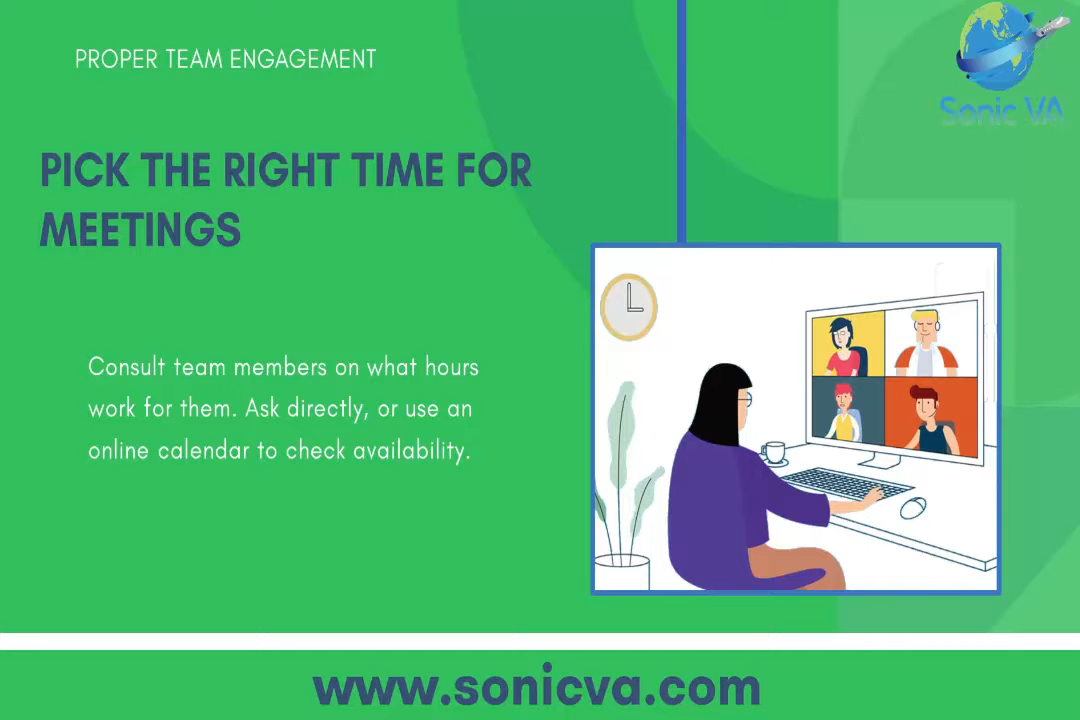 PROPER TEAM ENGAGEMENT
Sonic VA
PICK THE RIGHT TIME FOR
MEETINGS
Consult team members on what hours
work for them. Ask directly, or use an
online calendar to check availability.
www.sonicva.com